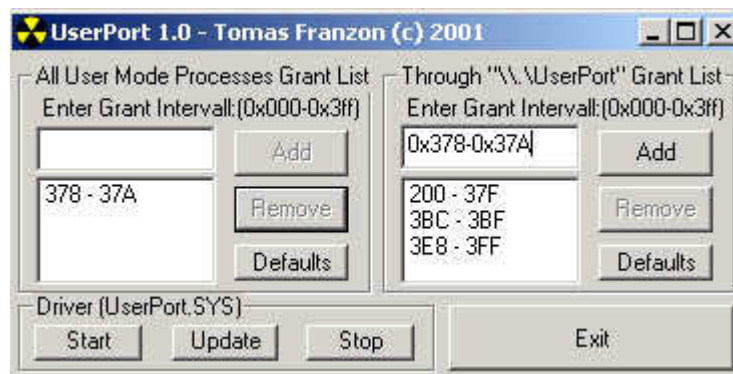 UserPort 1.0 - Tomas Franzon (c) 2001
All User Mode Processes Grant List
Enter Grant Intervall:(0x000-0x3ff)
Add
378 - 37A
Remove
Defaults
Through "\\.\UserPort" Grant List
Enter Grant Intervall:(0x000-0x3ff)
0x378-0x37A
Add
200 - 37F
3BC - 3BF
3E8 - 3FF
Remove
Defaults
Driver (UserPort.SYS)
Start Update Stop
Exit